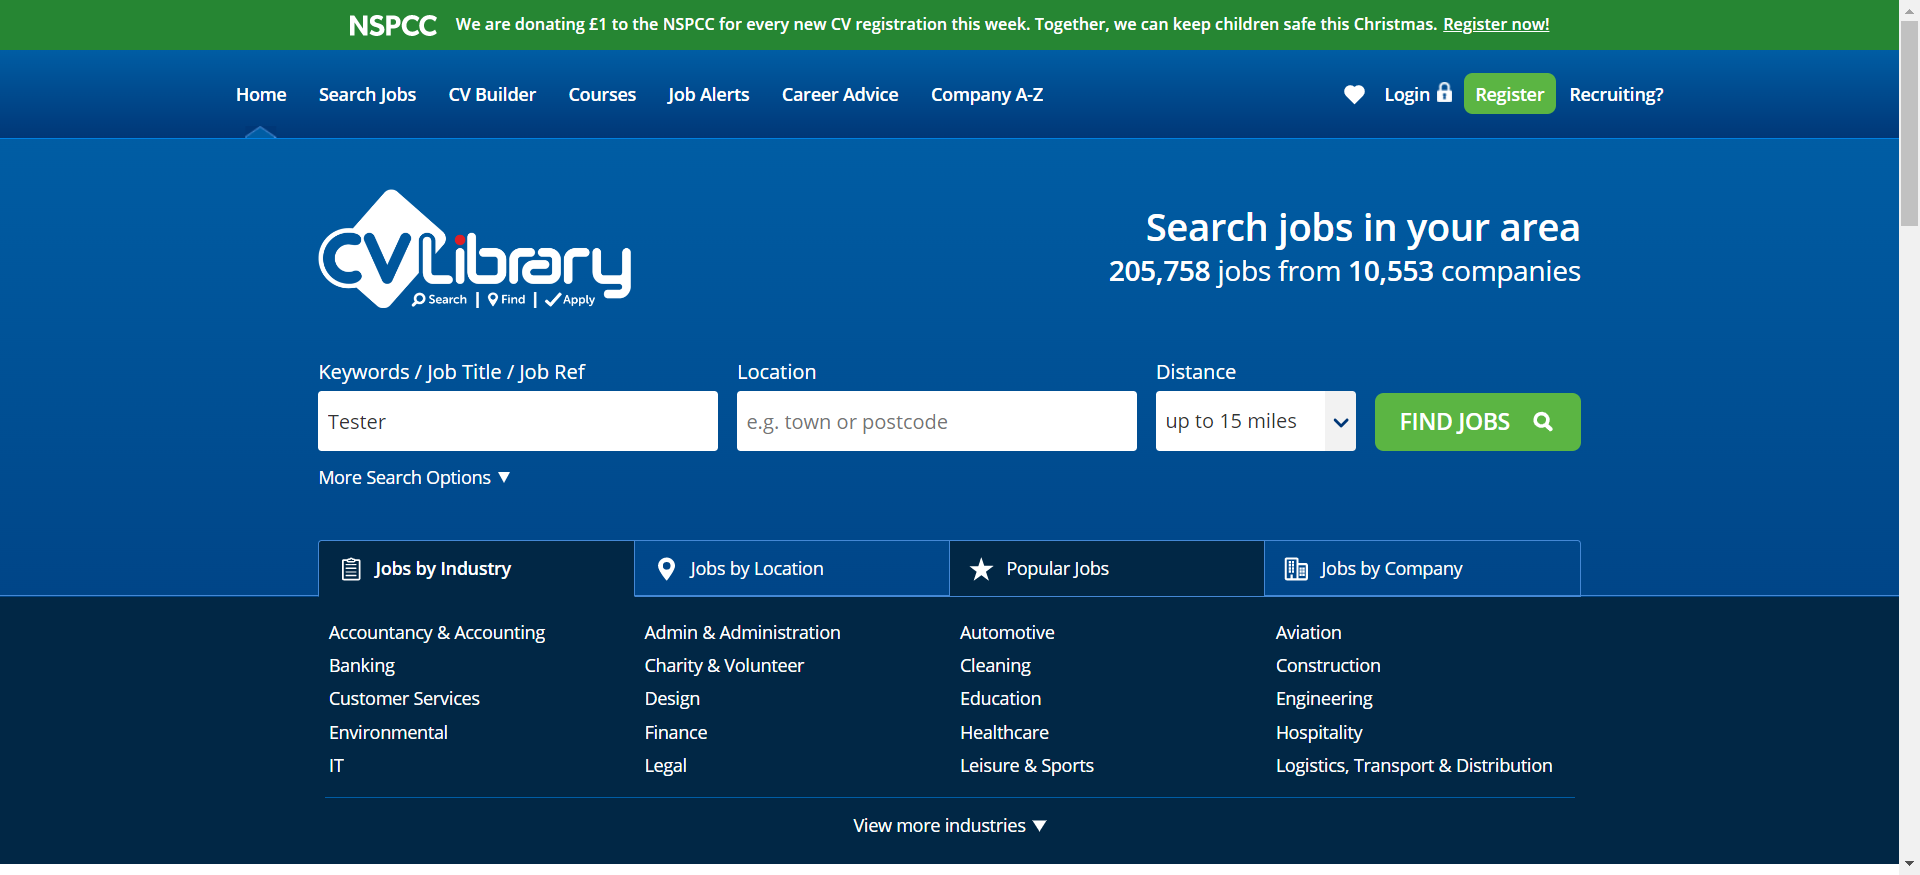 NSPCC We are donating £1 to the NSPCC for every new CV registration this week. Together, we can keep children safe this Christmas. Register now!
Home Search Jobs CV Builder Courses Job Alerts Career Advice Company A-Z Login Register Recruiting?
CV Library
Search Find Apply
Search jobs in your area
205,758 jobs from 10,553 companies
Keywords / Job Title / Job Ref Location Distance
Tester e.g. town or postcode up to 15 miles FIND JOBS
More Search Options
Jobs by Industry Jobs by Location Popular Jobs Jobs by Company
Accountancy & Accounting Admin & Administration Automotive Aviation
Banking Charity & Volunteer Cleaning Construction
Customer Services Design Education Engineering
Environmental Finance Healthcare Hospitality
IT Legal Leisure & Sports Logistics, Transport & Distribution
View more industries